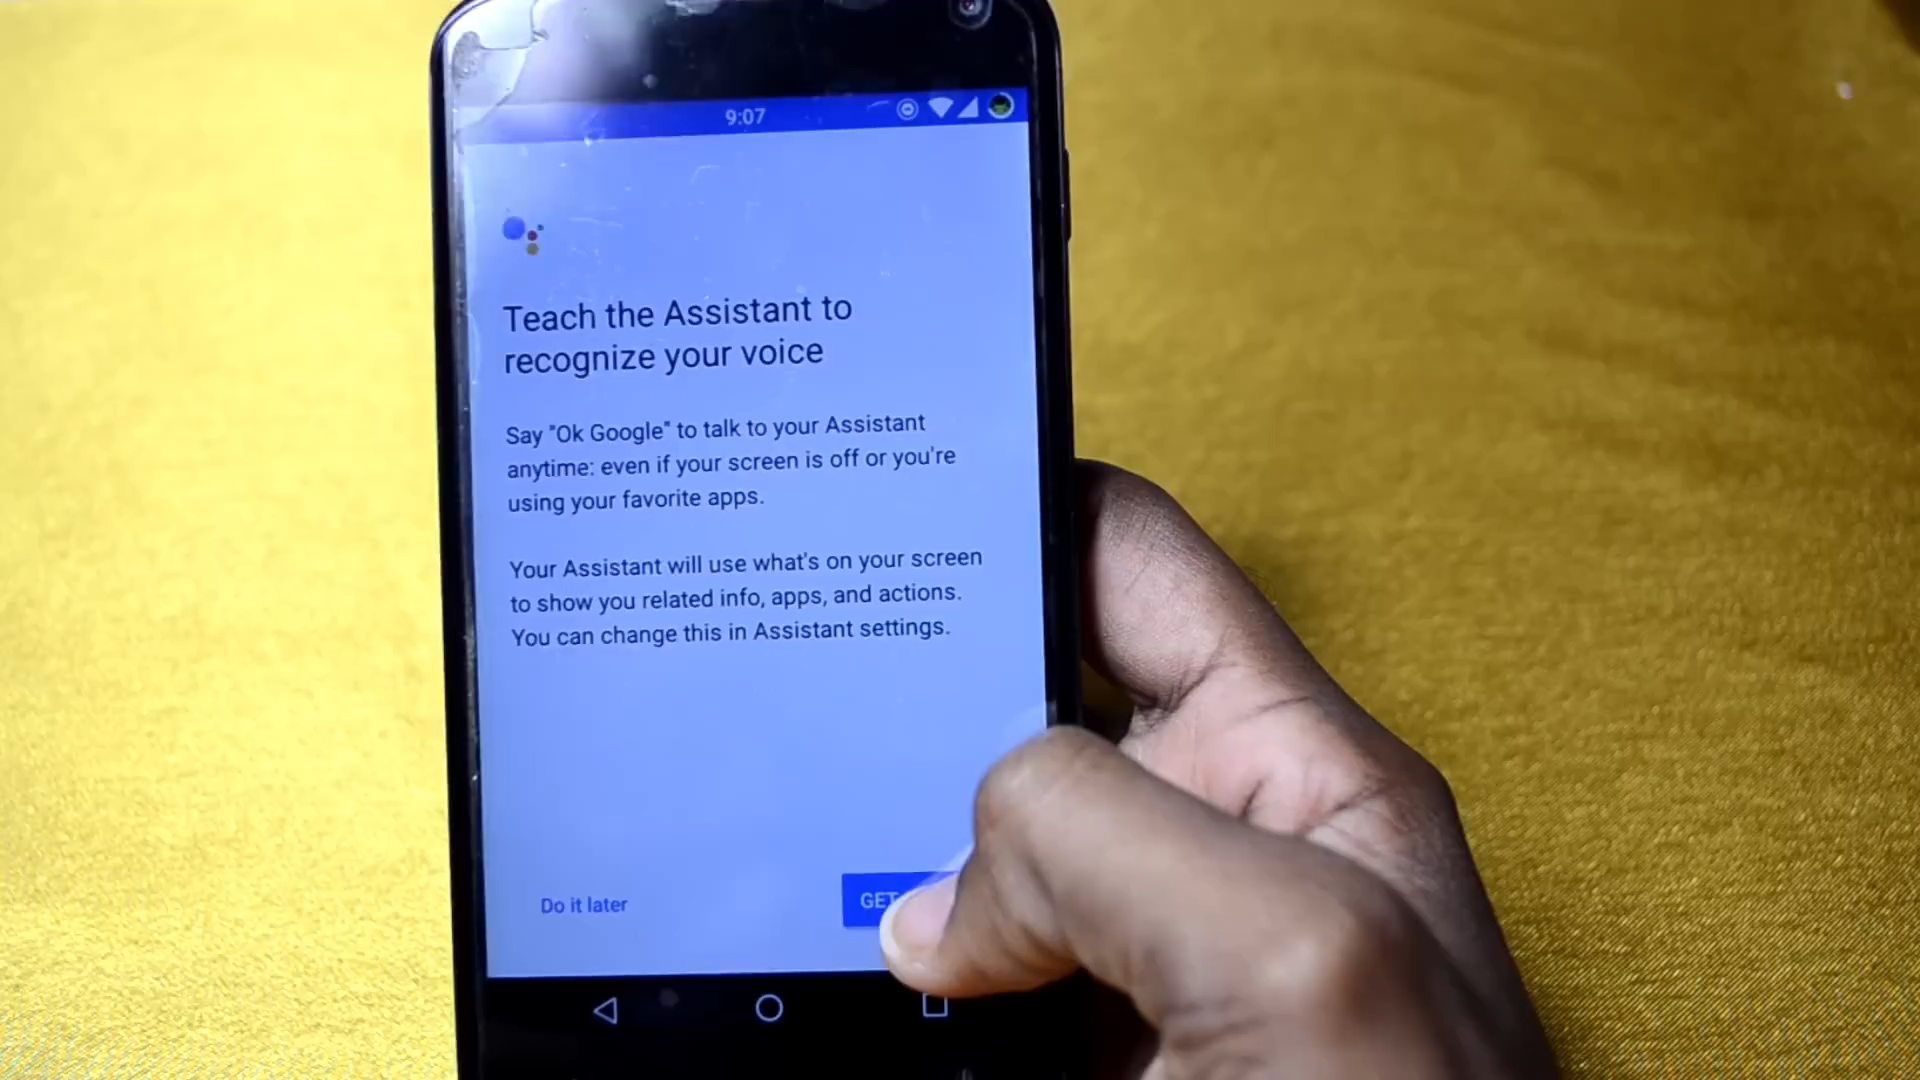 9:07
Teach the Assistant to
recognize your voice
Say "Ok Google" to talk to your Assistant
anytime: even if your screen is off or you're
using your favorite apps.
Your Assistant will use what's on your screen
to show you related info, apps, and actions.
You can change this in Assistant settings.
Do it later
GET